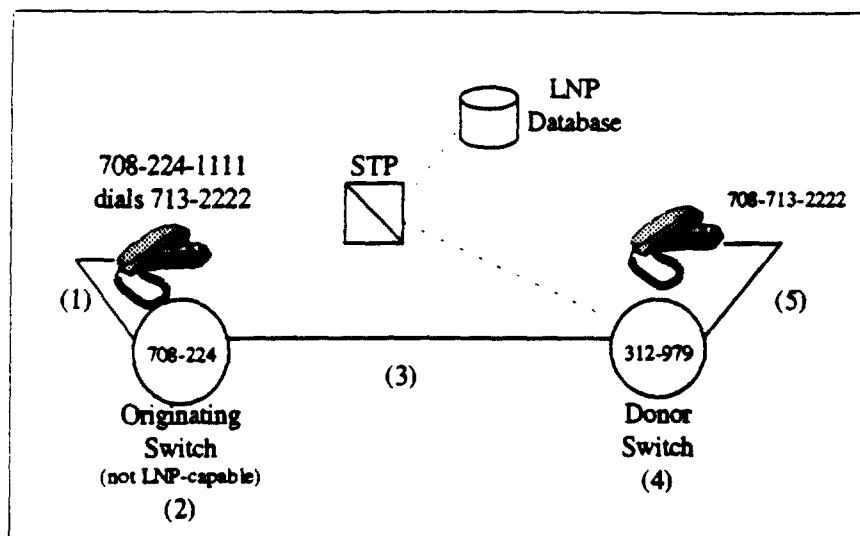 LNP
Database
708-224-1111
dials 713-2222
STP
708-713-2222
(1)
(5)
708-224
312-979
(3)
Originating
Switch
(not LNP-capable)
(2)
Donor
Switch
(4)